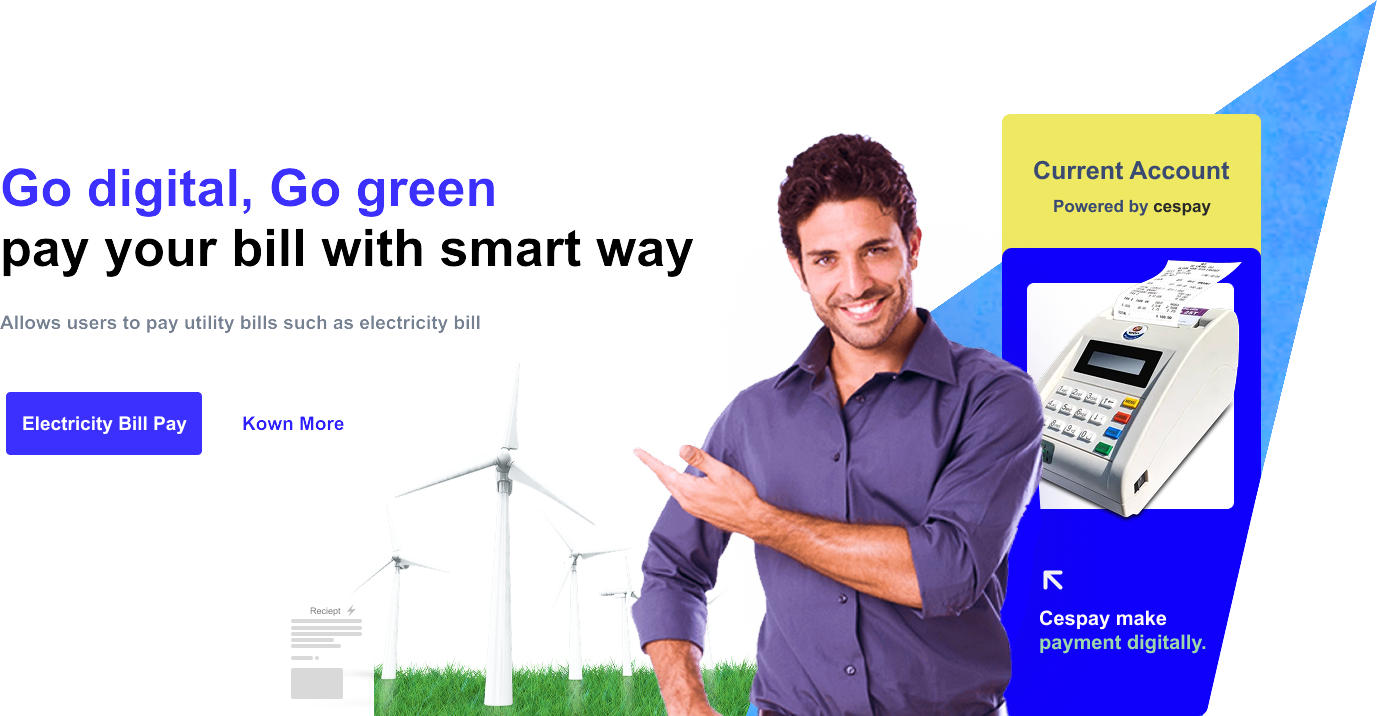 Go digital, Go green
pay your bill with smart way
Allows users to pay utility bills such as electricity bill
Electricity Bill Pay
Kown More
Reciept
Current Account
Powered by cespay
Cespay make
payment digitally.